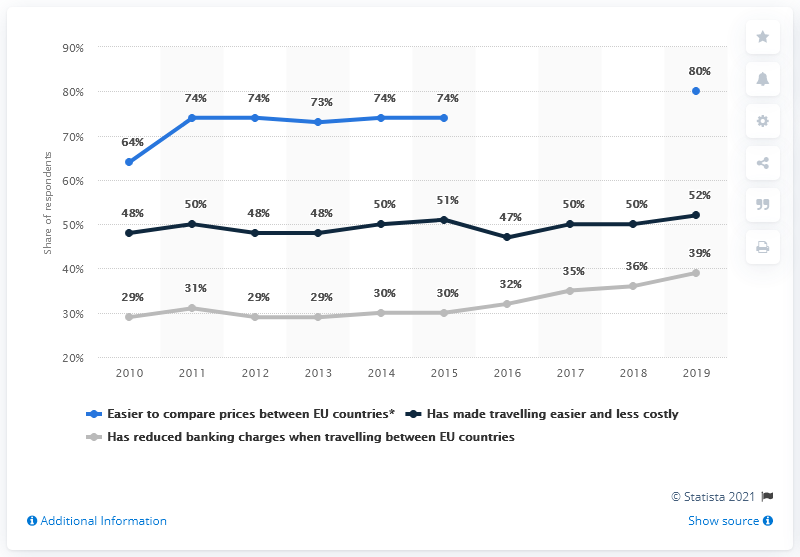 90%
80%
70%
60%
50%
40%
30%
20%
Share of respondents
64% 74% 74% 73% 74% 74% 80%
48% 50% 48% 48% 50% 51% 47% 50% 50% 52%
29% 31% 29% 29% 30% 30% 32% 35% 36% 39%
2010 2011 2012 2013 2014 2015 2016 2017 2018 2019
Easier to compare prices between EU countries* Has made travelling easier and less costly
Has reduced banking charges when travelling between EU countries
© Statista 2021
Additional Information Show source